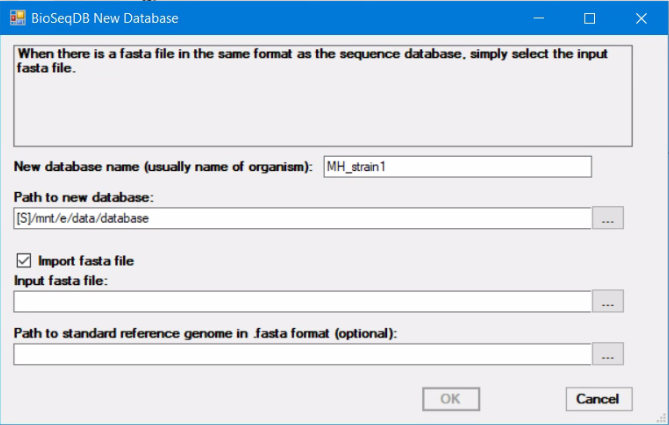 BioSeqDB New Database
When there is a fasta file in the same format as the sequence database, simply select the input
fasta file.
New database name (usually name of organism): MH_strain1
Path to new database:
[S]/mnt/e/data/database ...
Import fasta file
Input fasta file:
...
Path to standard reference genome in .fasta format (optional):
...
OK Cancel